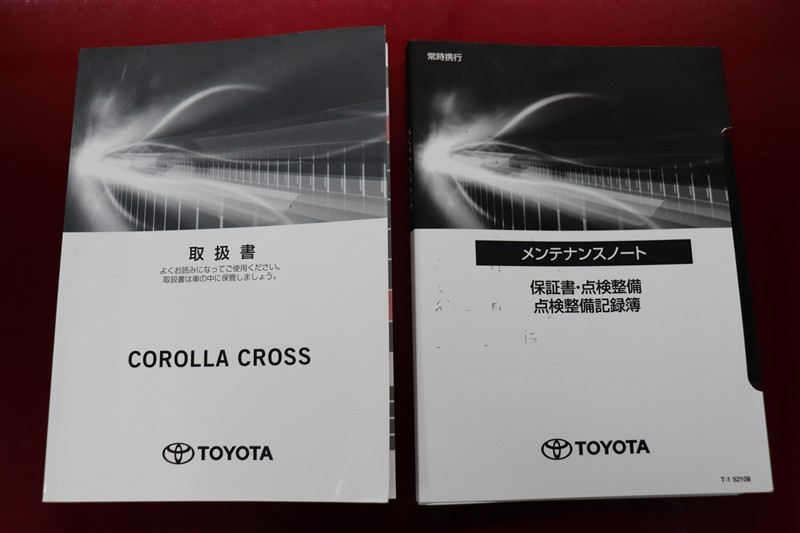 取扱書
よくお読みになってご使用ください。
取扱書は車の中に保管しましょう。
COROLLA CROSS
TOYOTA
常時携行
メンテナンスノート
保証書・点検整備
点検整備記録簿
TOYOTA
T-1 S2108